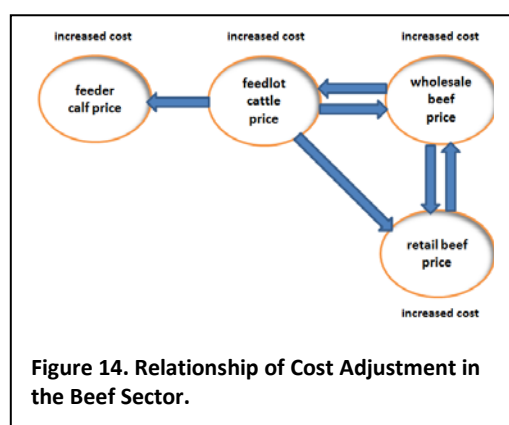 increased cost
increased cost
increased cost
feeder
calf price
feedlot
cattle
price
wholesale
beef
price
retail beef
price
increased cost
Figure 14. Relationship of Cost Adjustment in
the Beef Sector.